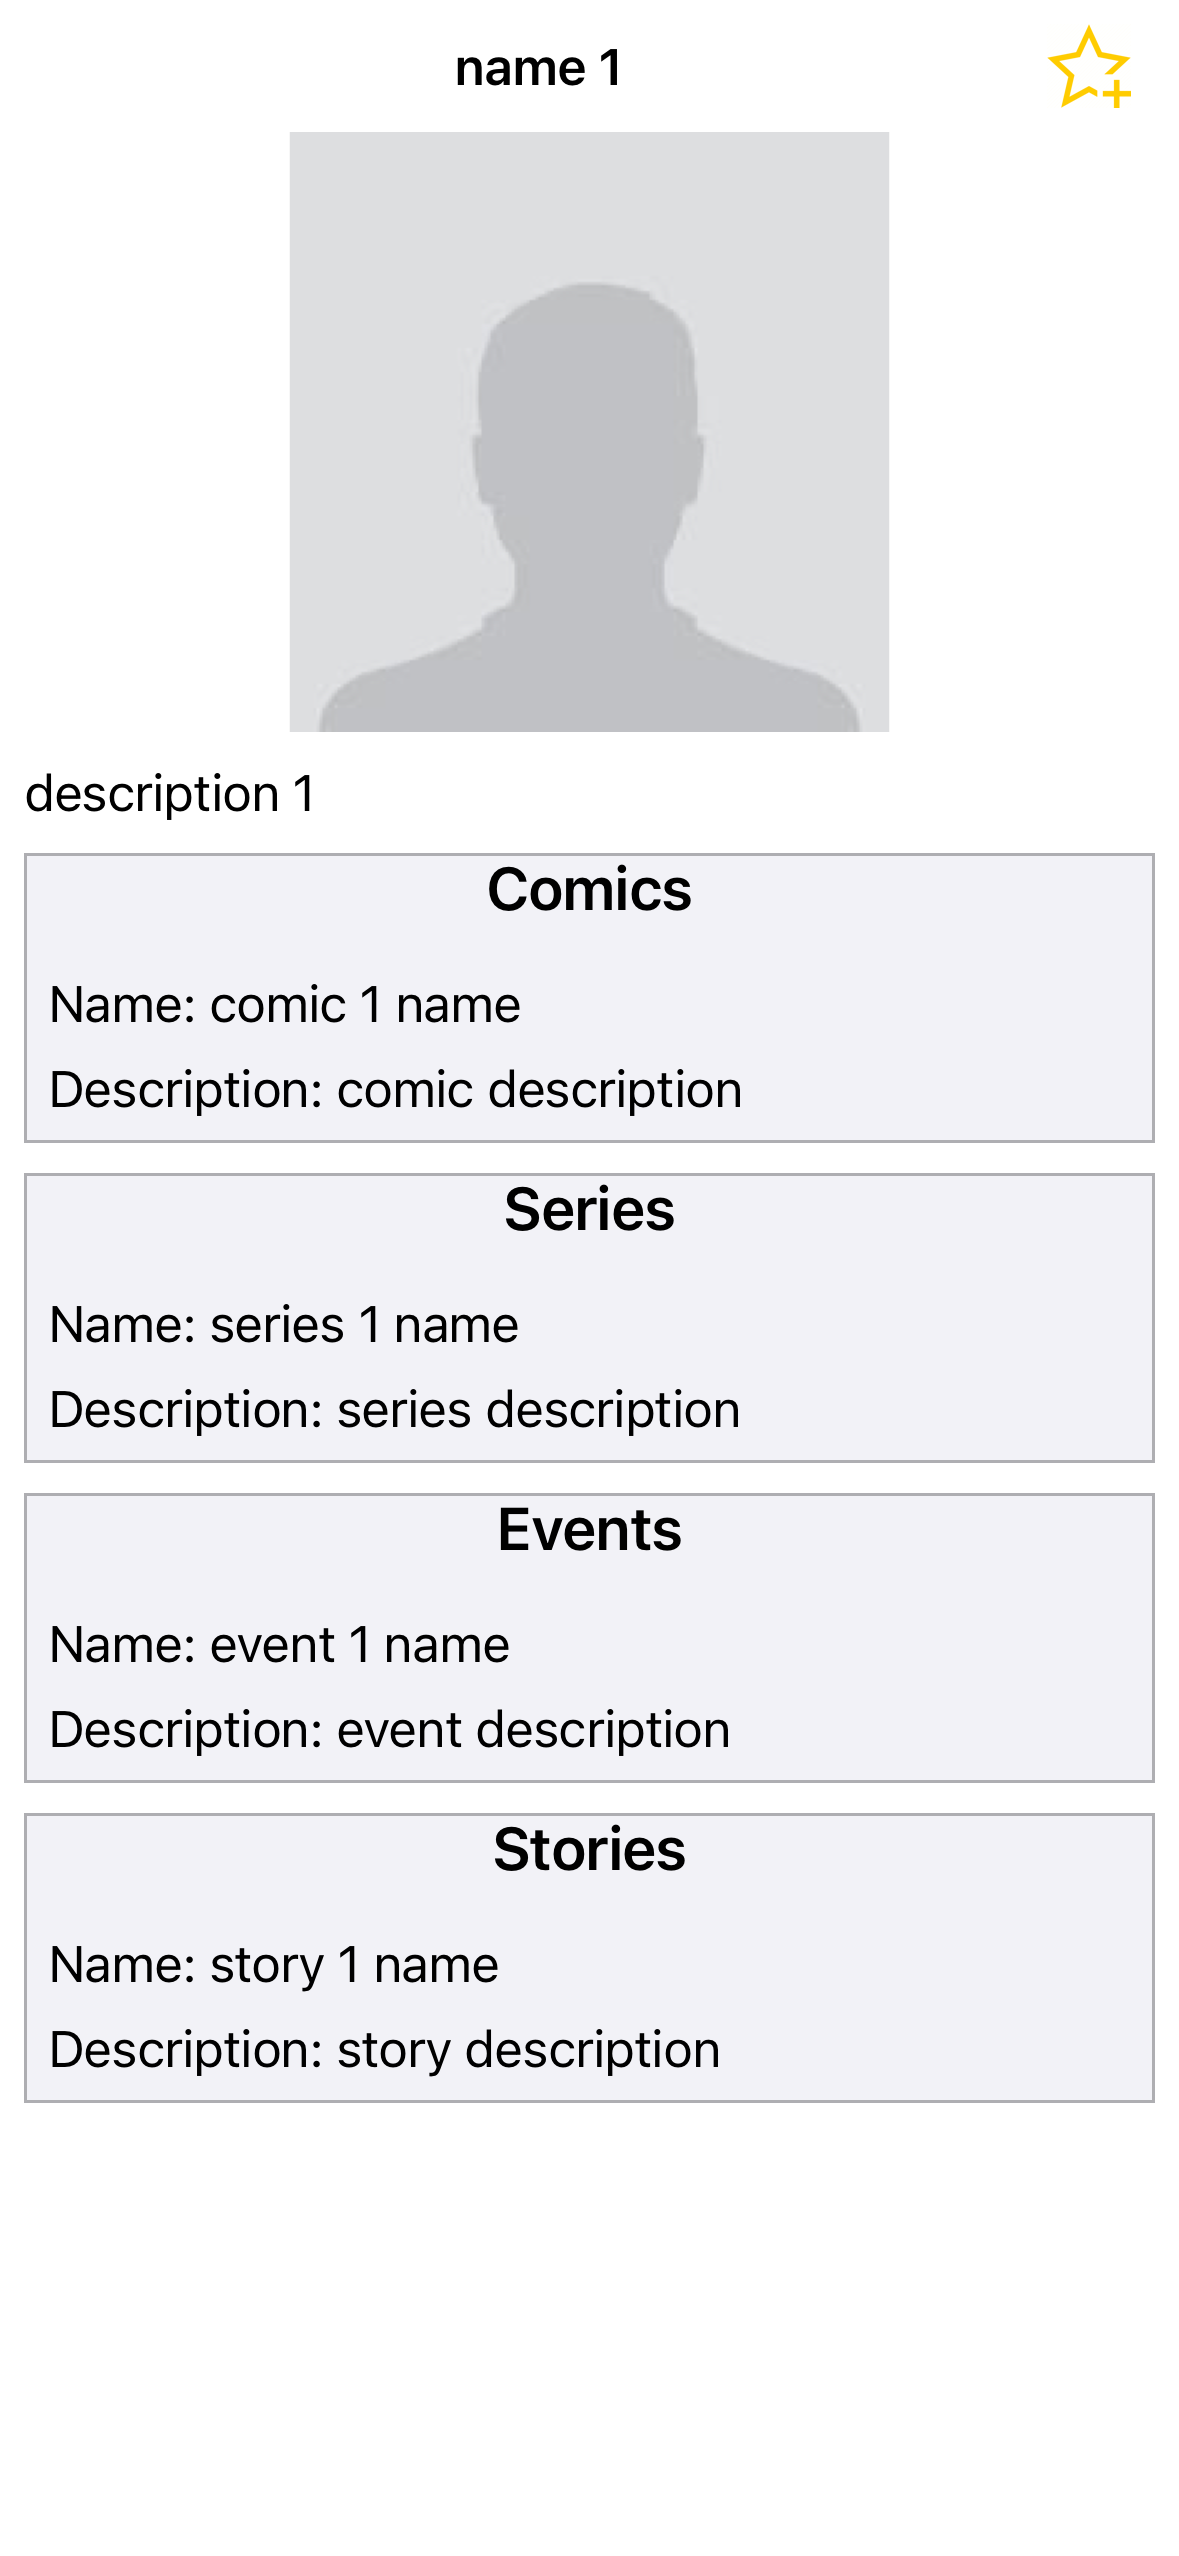 name 1
description 1
Comics
Name: comic 1 name
Description: comic description
Series
Name: series 1 name
Description: series description
Events
Name: event 1 name
Description: event description
Stories
Name: story 1 name
Description: story description